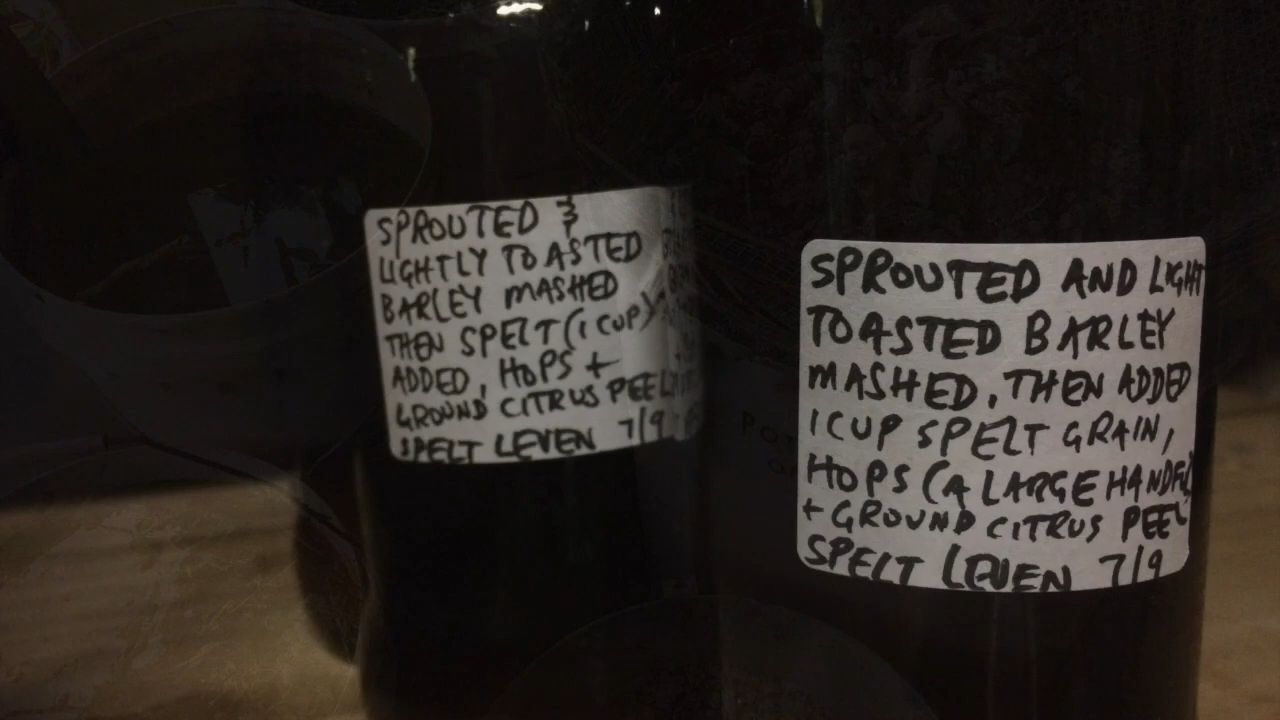 SPROUTED &
LIGHTLY TOASTED
BARLEY MASHED
THEN SPELT (1 CUP)
ADDED, HOPS +
GROUND CITRUS PEEL
SPELT LEVEN 7/9
SPROUTED AND LIGHT
TOASTED BARLEY
MASHED, THEN ADDED
1 CUP SPELT GRAIN,
HOPS (A LARGE HANDFUL
+ GROUND CITRUS PEEL
SPELT LEVEN 7/9